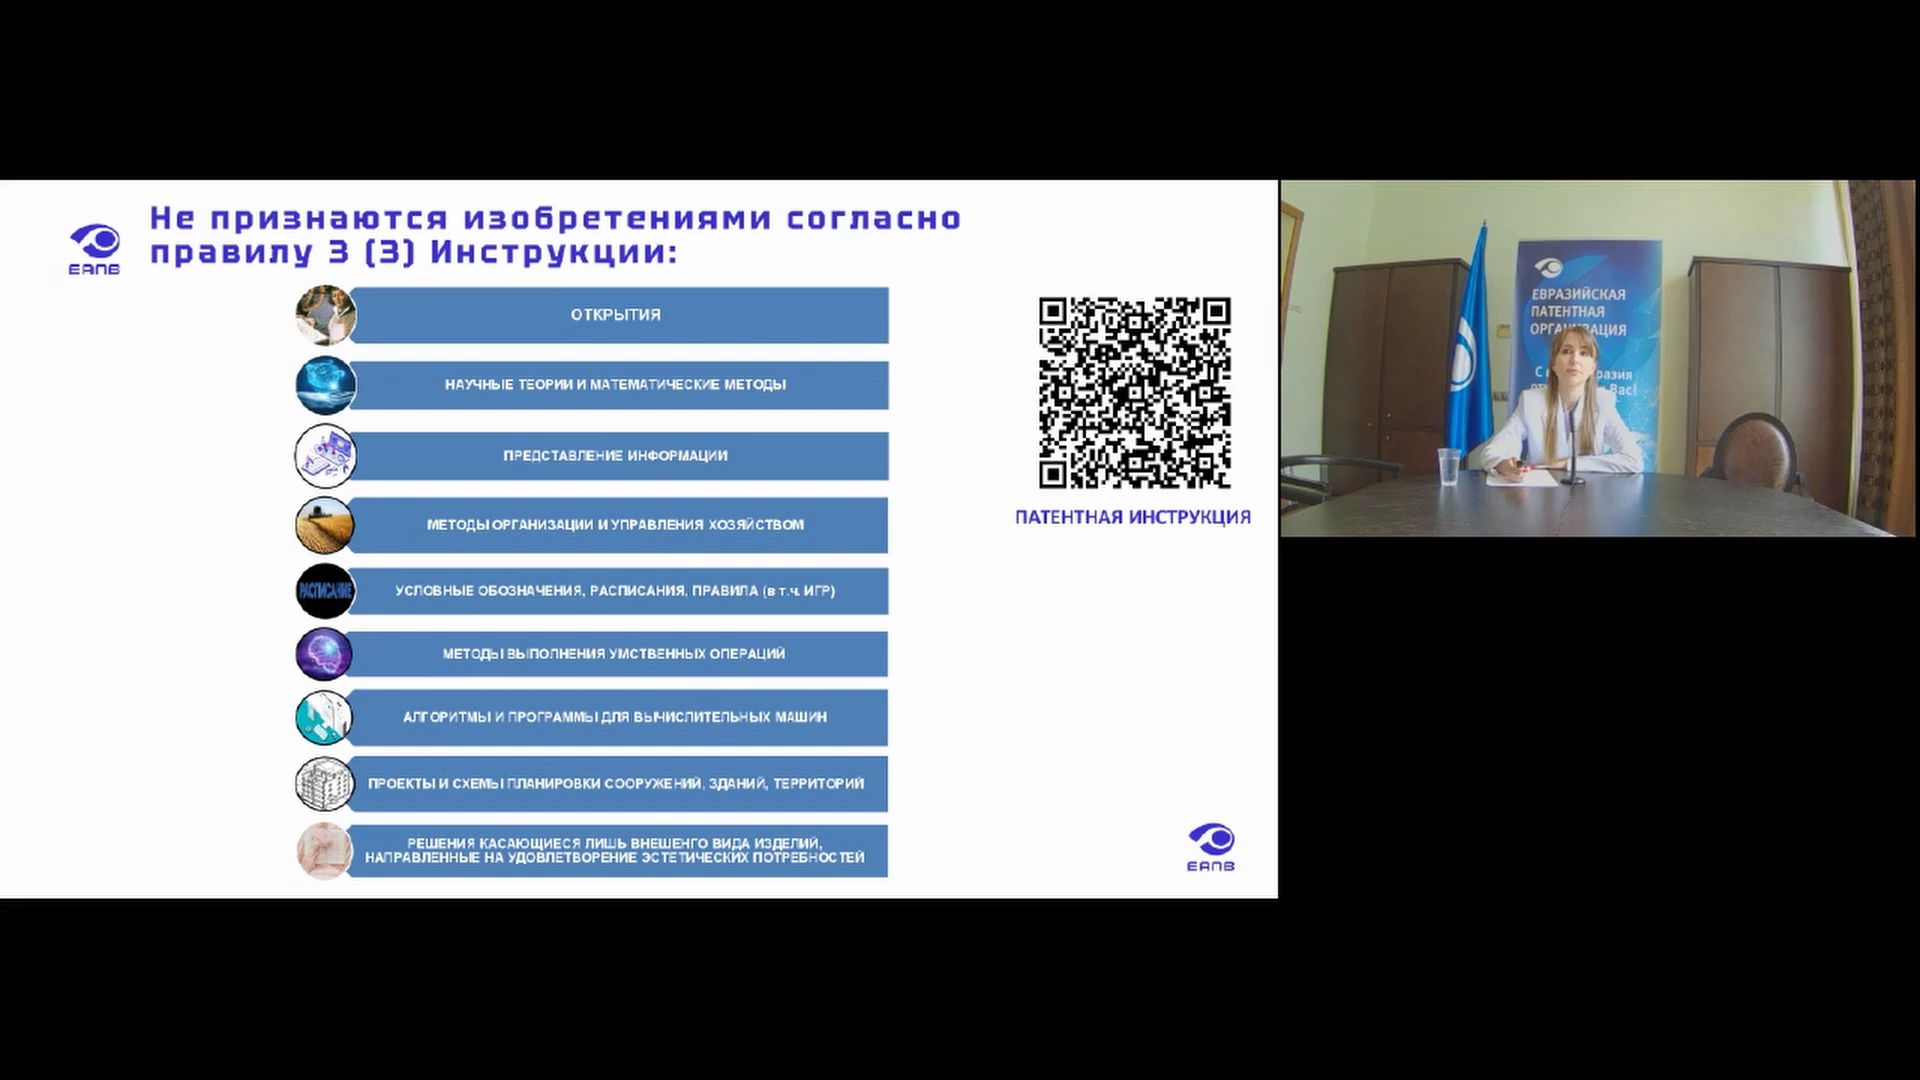 Не признаются изобретениями согласно
правилу 3 (3) Инструкции:
ЕАПВ
ОТКРЫТИЯ
НАУЧНЫЕ ТЕОРИИ И МАТЕМАТИЧЕСКИЕ МЕТОДЫ
ПРЕДСТАВЛЕНИЕ ИНФОРМАЦИИ
МЕТОДЫ ОРГАНИЗАЦИИ И УПРАВЛЕНИЯ ХОЗЯЙСТВОМ
РАСПИСАНИЕ
УСЛОВНЫЕ ОБОЗНАЧЕНИЯ, РАСПИСАНИЯ, ПРАВИЛА (в т.ч. ИГР)
МЕТОДЫ ВЫПОЛНЕНИЯ УМСТВЕННЫХ ОПЕРАЦИЙ
АЛГОРИТМЫ И ПРОГРАММЫ ДЛЯ ВЫЧИСЛИТЕЛЬНЫХ МАШИН
ПРОЕКТЫ И СХЕМЫ ПЛАНИРОВКИ СООРУЖЕНИЙ, ЗДАНИЙ, ТЕРРИТОРИЙ
РЕШЕНИЯ КАСАЮЩИЕСЯ ЛИШЬ ВНЕШЕНГО ВИДА ИЗДЕЛИЙ,
НАПРАВЛЕННЫЕ НА УДОВЛЕТВОРЕНИЕ ЭСТЕТИЧЕСКИХ ПОТРЕБНОСТЕЙ
ПАТЕНТНАЯ ИНСТРУКЦИЯ
ЕАПВ
ЕВРАЗИЙСКАЯ
ПАТЕНТНАЯ
ОРГАНИЗАЦИЯ
С
Вас!